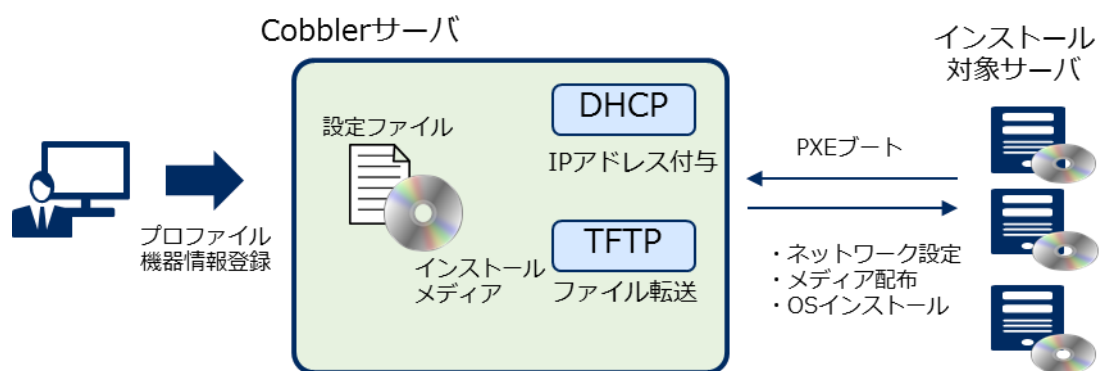 Cobblerサーバ
インストール
対象サーバ
設定ファイル
DHCP
IPアドレス付与
PXEブート
プロファイル
機器情報登録
インストール
メディア
TFTP
ファイル転送
・ネットワーク設定
・メディア配布
・OSインストール